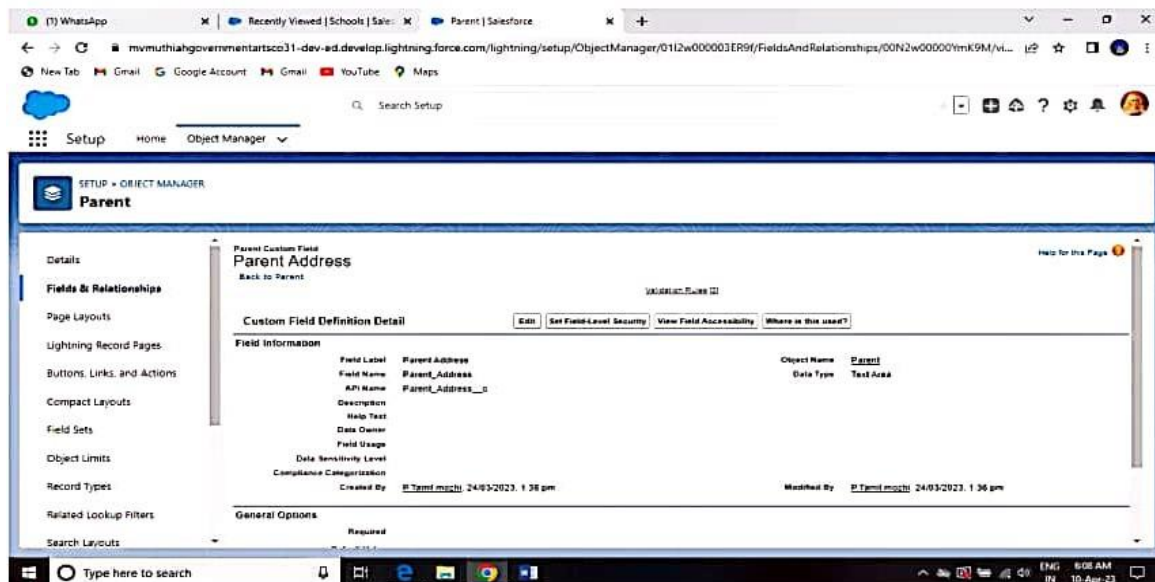 (1) WhatsApp
Recently Viewed | Schools | Sales
Parent | Salesforce
mvmuthiahgovernmentartsco31-dev-ed.develop.lightning.force.com/lightning/setup/ObjectManager/01I2w000003ER9f/FieldsAndRelationships/00N2w00000YmK9M/vi...
New Tab Gmail Google Account Gmail YouTube Maps
Search Setup
Setup Home Object Manager
SETUP > OBJECT MANAGER
Parent
Details
Fields & Relationships
Page Layouts
Lightning Record Pages
Buttons, Links, and Actions
Compact Layouts
Field Sets
Object Limits
Record Types
Related Lookup Filters
Search Layouts
Parent Custom Field
Parent Address
Back to Parent
Help for this Page
Validation Rules [0]
Custom Field Definition Detail
Edit Set Field-Level Security View Field Accessibility Where is this used?
Field Information
Field Label Parent Address Object Name Parent
Field Name Parent_Address Data Type Text Area
API Name Parent_Address__c
Description
Help Text
Data Owner
Field Usage
Data Sensitivity Level
Compliance Categorization
Created By P Tamil mozhi, 24/03/2023, 1:36 pm Modified By P Tamil mozhi, 24/03/2023, 1:36 pm
General Options
Required
Type here to search
ENG 6:08 AM
IN 10-Apr-23